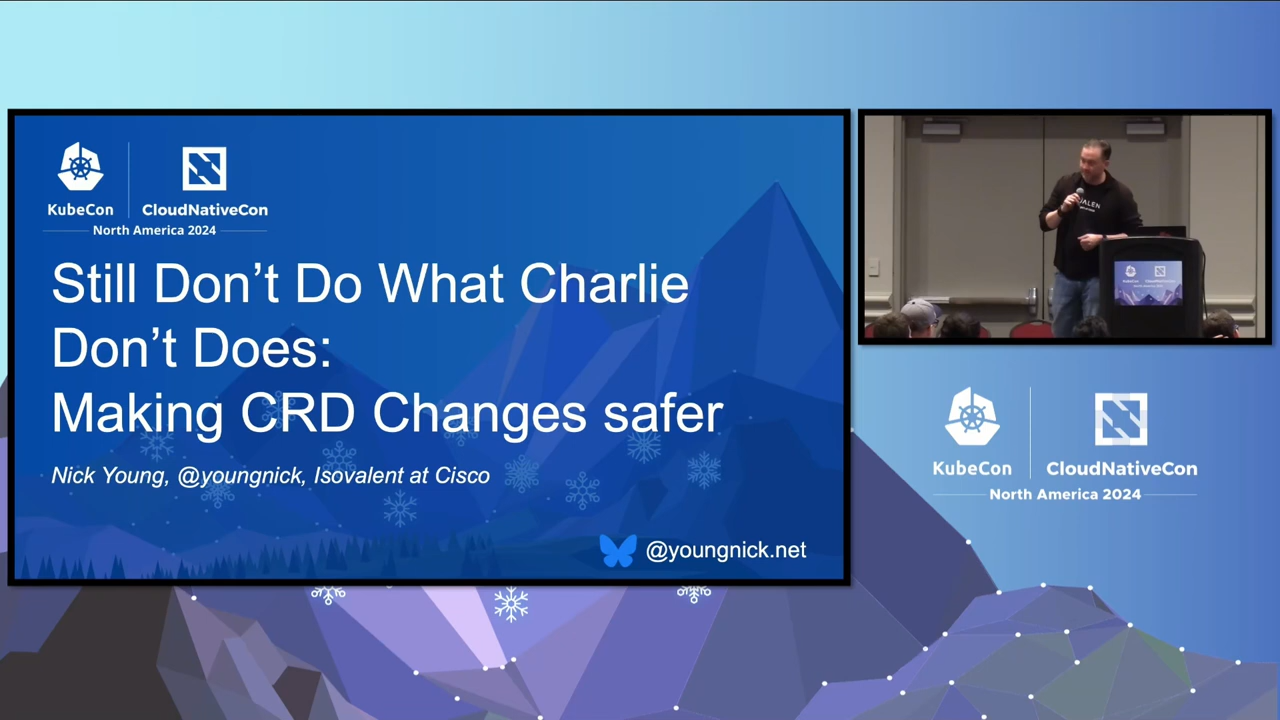 KubeCon
CloudNativeCon
North America 2024
Still Don't Do What Charlie
Don't Does:
Making CRD Changes safer
Nick Young, @youngnick, Isovalent at Cisco
@youngnick.net
KubeCon
CloudNativeCon
North America 2024